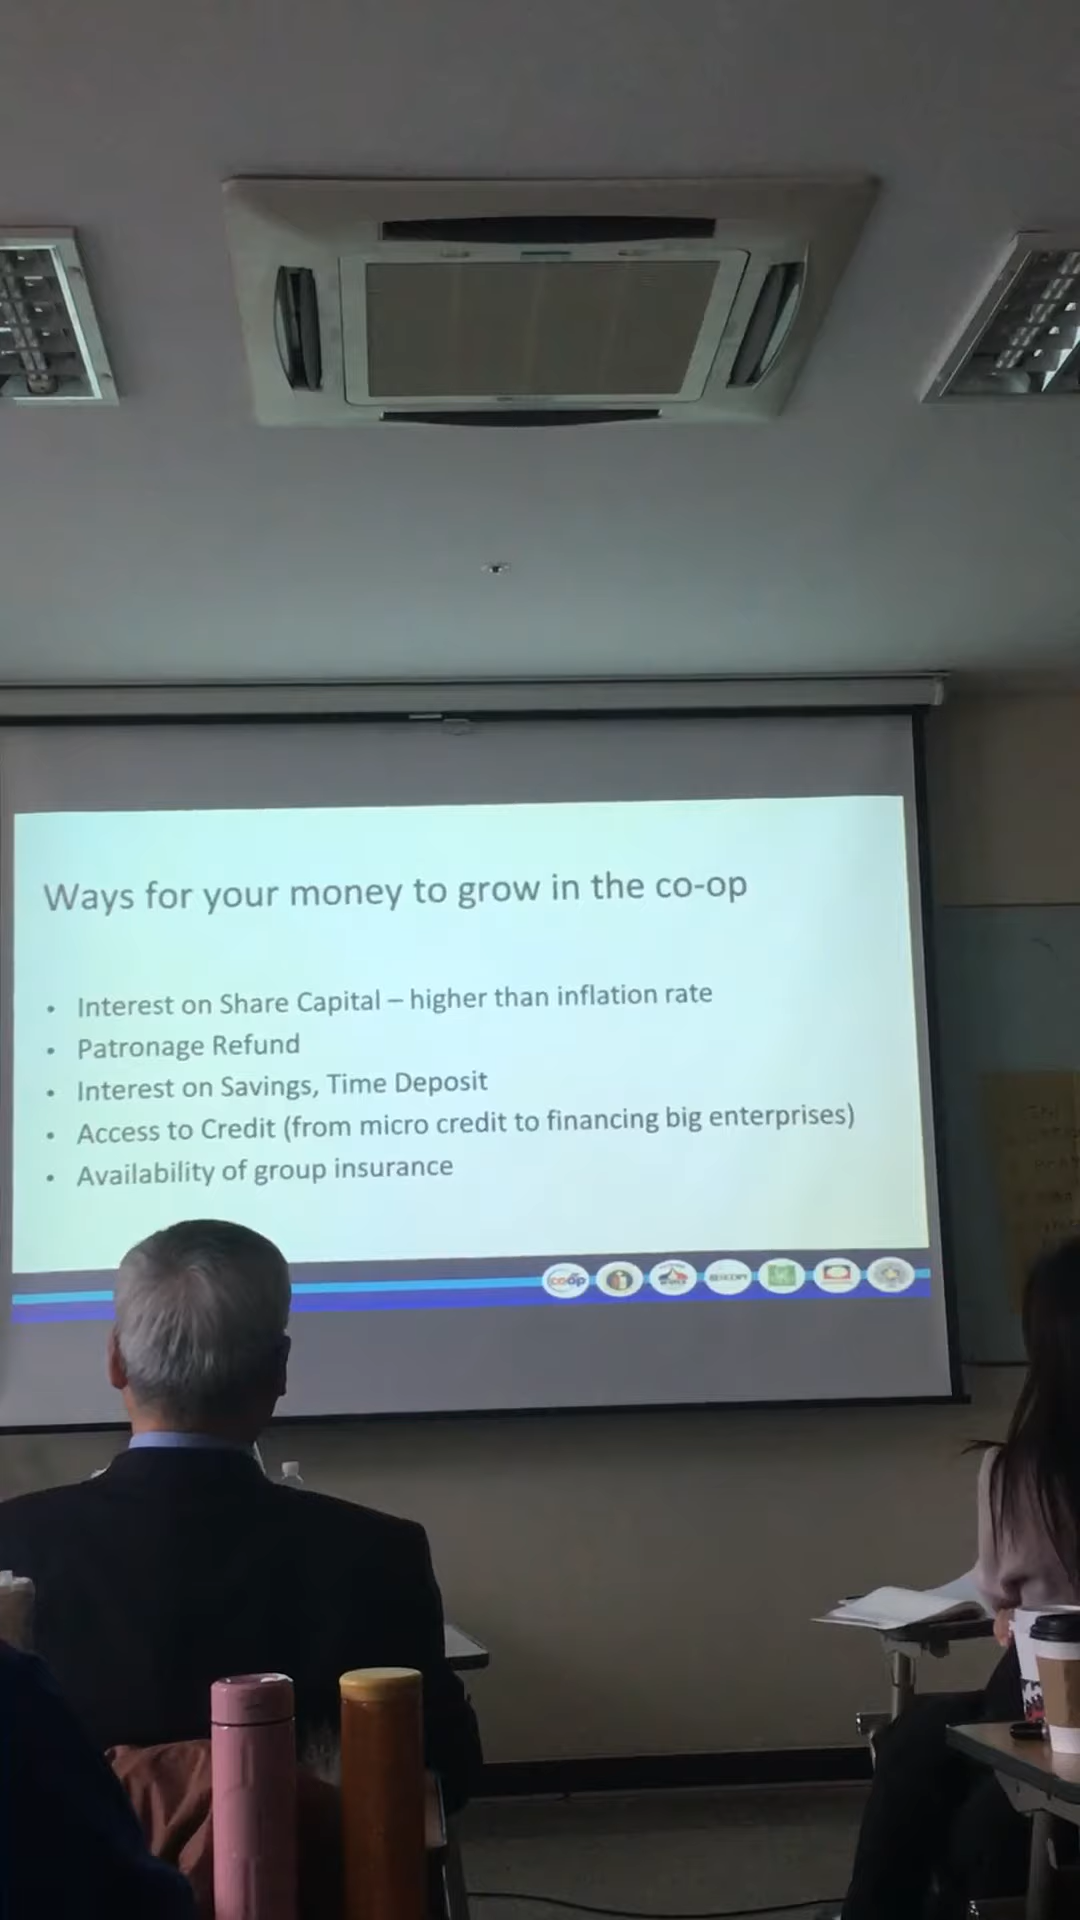 Ways for your money to grow in the co-op
• Interest on Share Capital – higher than inflation rate
• Patronage Refund
• Interest on Savings, Time Deposit
• Access to Credit (from micro credit to financing big enterprises)
• Availability of group insurance
coop